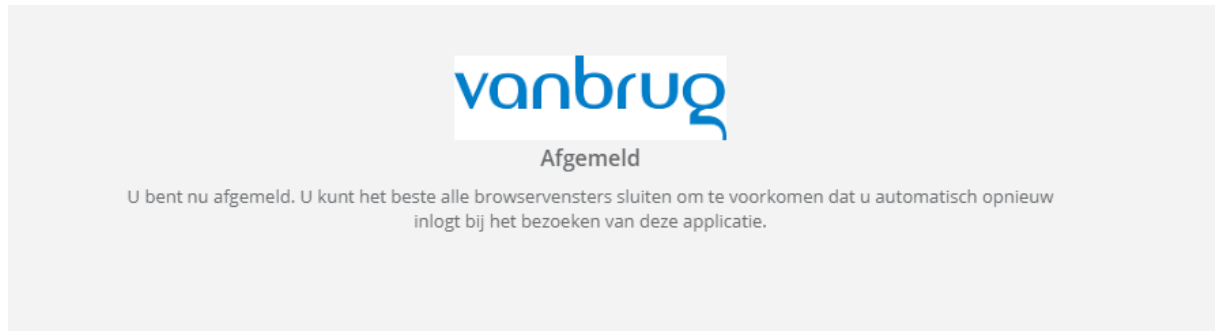 vanbrug
Afgemeld
U bent nu afgemeld. U kunt het beste alle browservensters sluiten om te voorkomen dat u automatisch opnieuw
inlogt bij het bezoeken van deze applicatie.